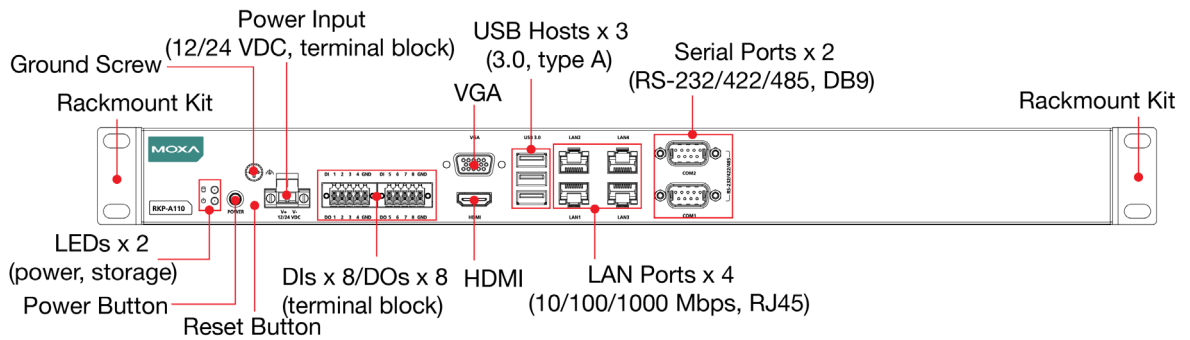 Power Input
(12/24 VDC, terminal block)
USB Hosts x 3
(3.0, type A)
Serial Ports x 2
(RS-232/422/485, DB9)
Ground Screw
VGA
Rackmount Kit
Rackmount Kit
MOXA
VGA
USB 3.0
LAN2
LAN4
DI 1 2 3 4 GND
DI 5 6 7 8 GND
COM2
RS-232/422/485
RKP-A110
POWER
V+ V-
12/24 VDC
DO 1 2 3 4 GND
DO 5 6 7 8 GND
HDMI
LAN1
LAN3
COM1
LEDs x 2
(power, storage)
DIs x 8/DOs x 8
(terminal block)
HDMI
LAN Ports x 4
(10/100/1000 Mbps, RJ45)
Power Button
Reset Button